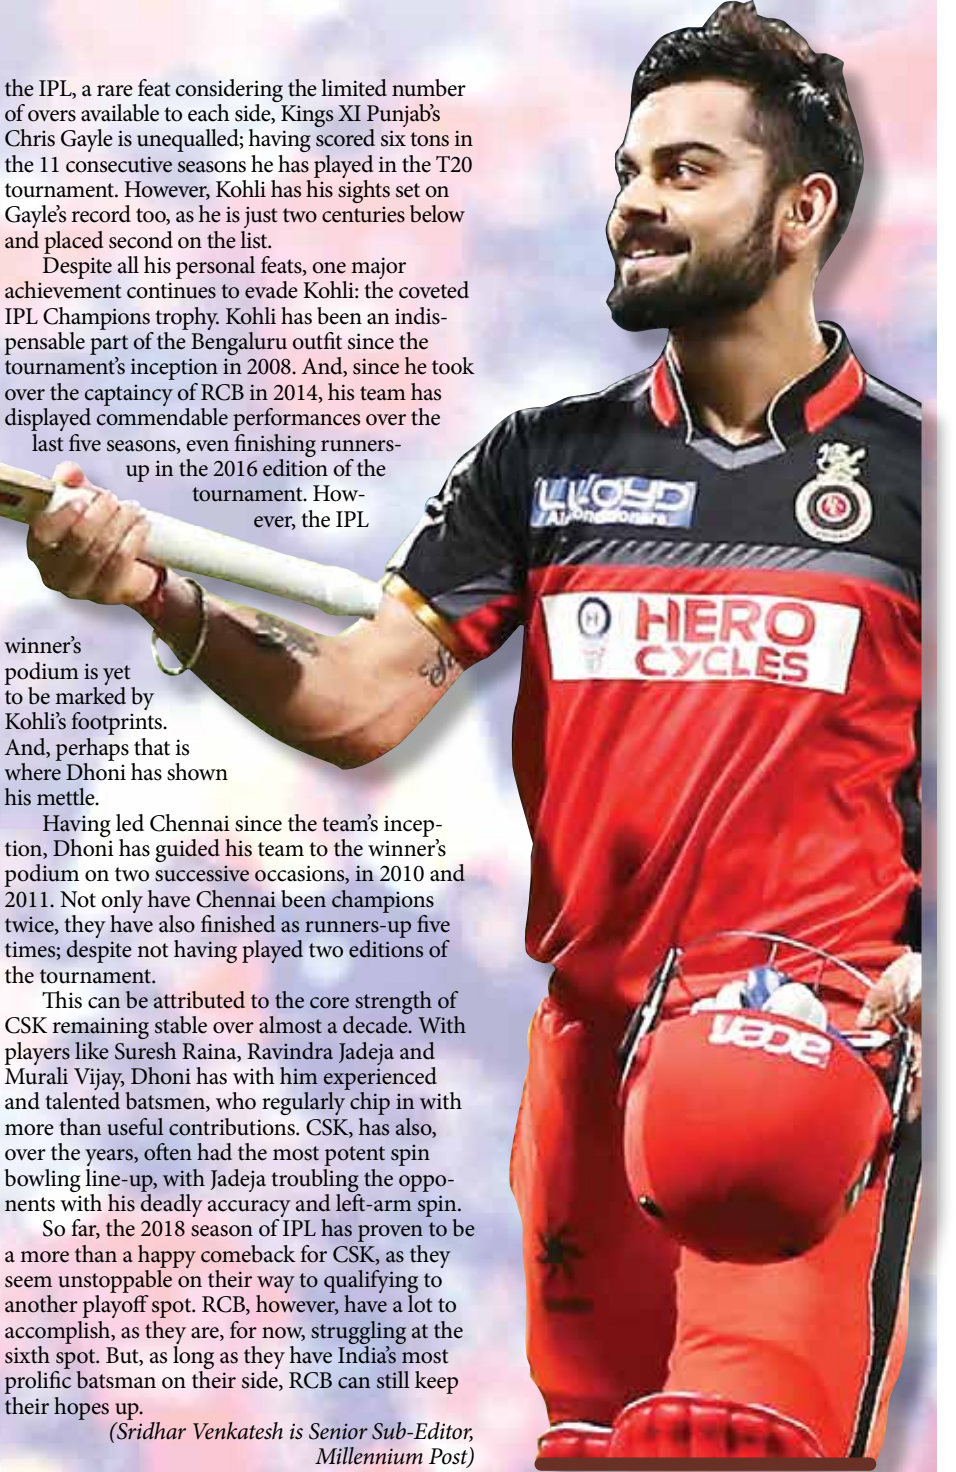 the IPL, a rare feat considering the limited number
of overs available to each side, Kings XI Punjab's
Chris Gayle is unequalled; having scored six tons in
the 11 consecutive seasons he has played in the T20
tournament. However, Kohli has his sights set on
Gayle's record too, as he is just two centuries below
and placed second on the list.
Despite all his personal feats, one major
achievement continues to evade Kohli: the coveted
IPL Champions trophy. Kohli has been an indis-
pensable part of the Bengaluru outfit since the
tournament's inception in 2008. And, since he took
over the captaincy of RCB in 2014, his team has
displayed commendable performances over the
last five seasons, even finishing runners-
up in the 2016 edition of the
tournament. How-
ever, the IPL
winner's
podium is yet
to be marked by
Kohli's footprints.
And, perhaps that is
where Dhoni has shown
his mettle.
Having led Chennai since the team's incep-
tion, Dhoni has guided his team to the winner's
podium on two successive occasions, in 2010 and
2011. Not only have Chennai been champions
twice, they have also finished as runners-up five
times; despite not having played two editions of
the tournament.
This can be attributed to the core strength of
CSK remaining stable over almost a decade. With
players like Suresh Raina, Ravindra Jadeja and
Murali Vijay, Dhoni has with him experienced
and talented batsmen, who regularly chip in with
more than useful contributions. CSK, has also,
over the years, often had the most potent spin
bowling line-up, with Jadeja troubling the oppo-
nents with his deadly accuracy and left-arm spin.
So far, the 2018 season of IPL has proven to be
a more than a happy comeback for CSK, as they
seem unstoppable on their way to qualifying to
another playoff spot. RCB, however, have a lot to
accomplish, as they are, for now, struggling at the
sixth spot. But, as long as they have India's most
prolific batsman on their side, RCB can still keep
their hopes up.
(Sridhar Venkatesh is Senior Sub-Editor,
Millennium Post)
LLOYD
Air Conditioners
HERO
CYCLES